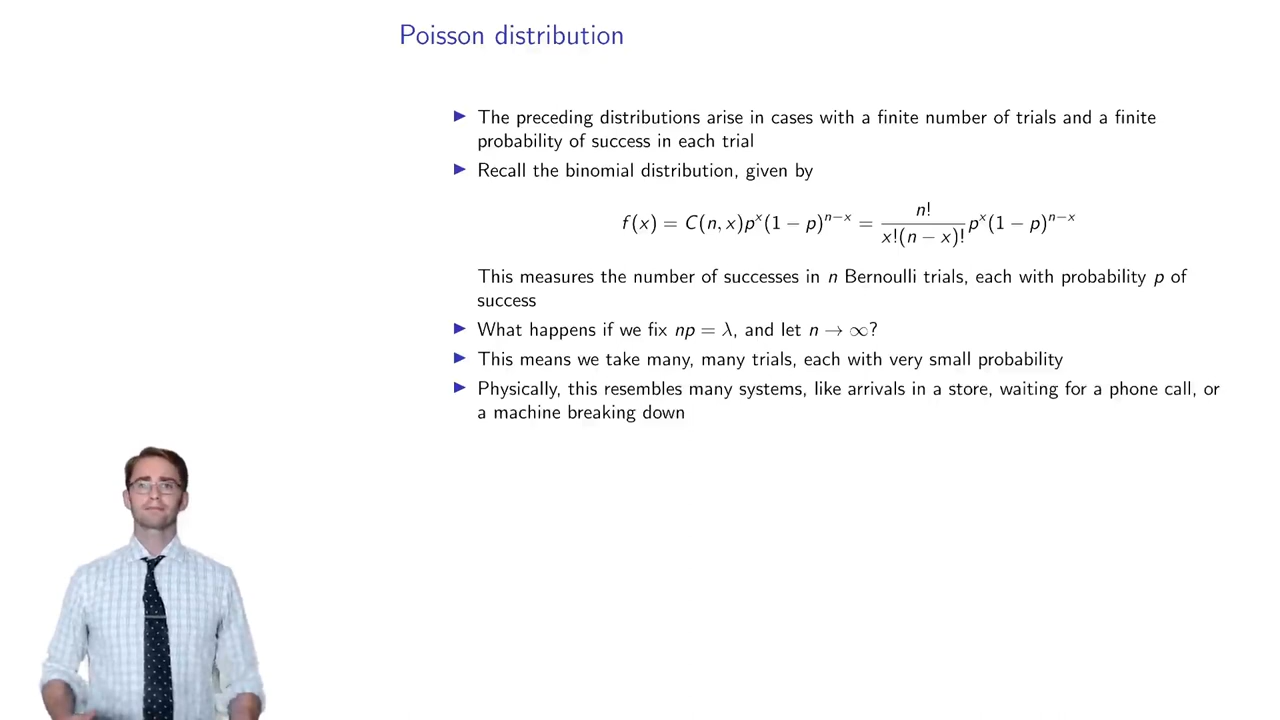 Poisson distribution
▶ The preceding distributions arise in cases with a finite number of trials and a finite
probability of success in each trial
▶ Recall the binomial distribution, given by
f(x) = C(n, x)p^x(1 − p)^{n−x} = \frac{n!}{x!(n − x)!} p^x(1 − p)^{n−x}
This measures the number of successes in n Bernoulli trials, each with probability p of
success
▶ What happens if we fix np = λ, and let n → ∞?
▶ This means we take many, many trials, each with very small probability
▶ Physically, this resembles many systems, like arrivals in a store, waiting for a phone call, or
a machine breaking down